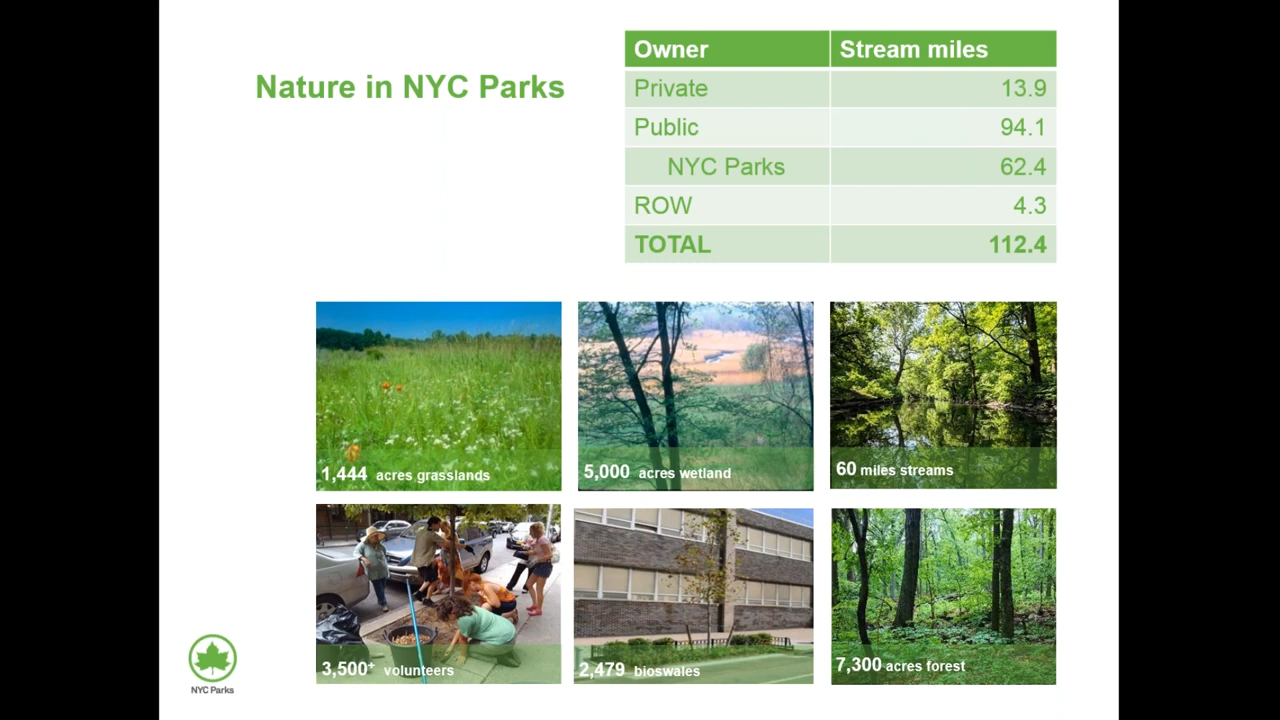 Nature in NYC Parks
Owner Stream miles
Private 13.9
Public 94.1
NYC Parks 62.4
ROW 4.3
TOTAL 112.4
1,444 acres grasslands
5,000 acres wetland
60 miles streams
3,500+ volunteers
2,479 bioswales
7,300 acres forest
NYC Parks